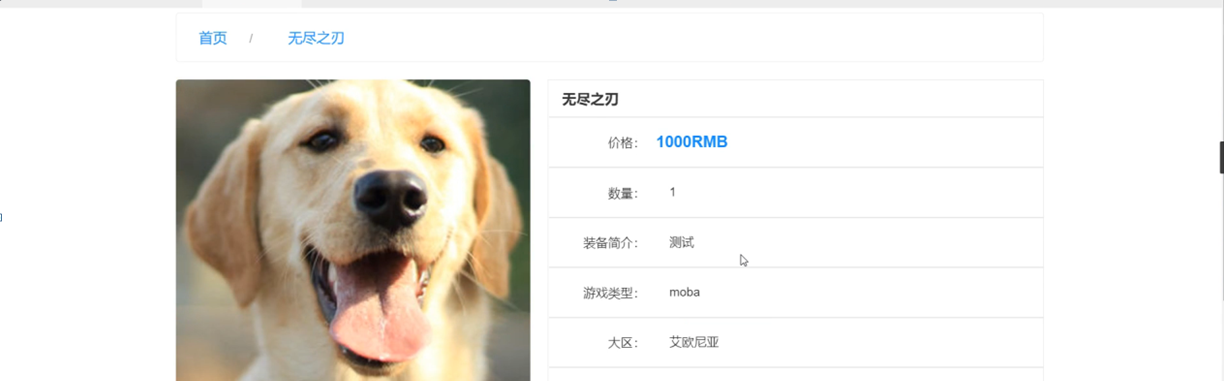 首页 / 无尽之刃
无尽之刃
价格： 1000RMB
数量： 1
装备简介： 测试
游戏类型： moba
大区： 艾欧尼亚